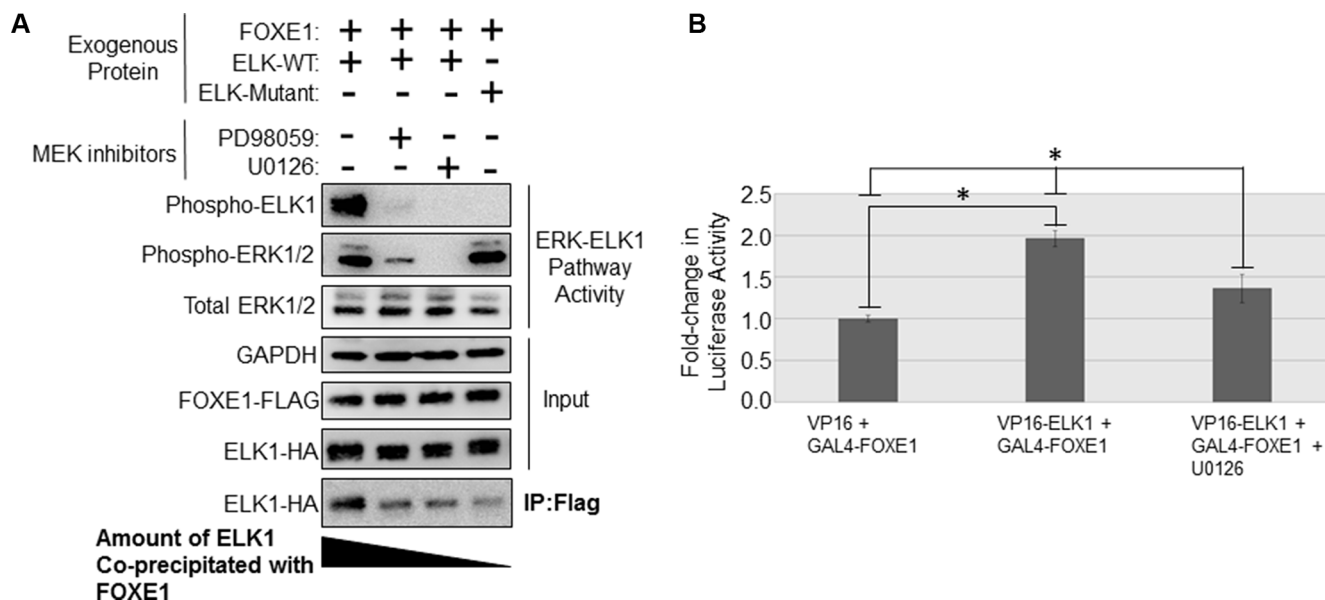 A
Exogenous
Protein
FOXE1: + + + +
ELK-WT: + + + -
ELK-Mutant: - - - +
MEK inhibitors
PD98059: - + - -
U0126: - - + -
Phospho-ELK1
Phospho-ERK1/2
Total ERK1/2
ERK-ELK1
Pathway
Activity
GAPDH
FOXE1-FLAG
ELK1-HA
Input
ELK1-HA
IP:Flag
Amount of ELK1
Co-precipitated with
FOXE1
B
*
*
Fold-change in
Luciferase Activity
2.5
2.0
1.5
1.0
0.5
0.0
VP16 +
GAL4-FOXE1
VP16-ELK1 +
GAL4-FOXE1
VP16-ELK1 +
GAL4-FOXE1 +
U0126